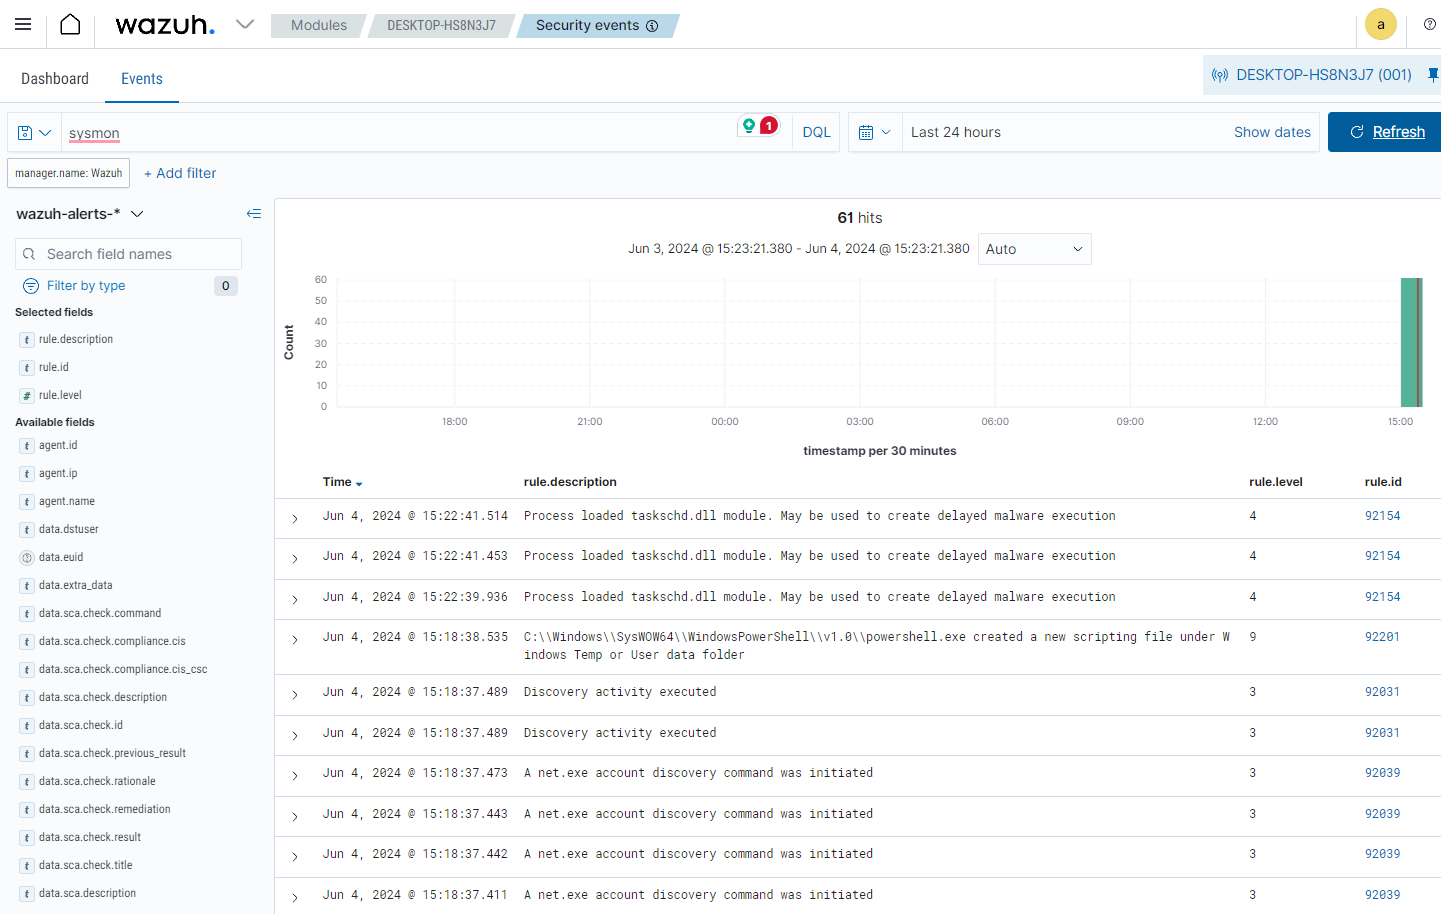 wazuh.
Modules
DESKTOP-HS8N3J7
Security events
a
Dashboard
Events
DESKTOP-HS8N3J7 (001)
sysmon
1
DQL
Last 24 hours
Show dates
Refresh
manager.name: Wazuh
+ Add filter
wazuh-alerts-*
Search field names
Filter by type
0
Selected fields
t rule.description
t rule.id
# rule.level
Available fields
t agent.id
t agent.ip
t agent.name
t data.dstuser
data.euid
t data.extra_data
t data.sca.check.command
t data.sca.check.compliance.cis
t data.sca.check.compliance.cis_csc
t data.sca.check.description
t data.sca.check.id
t data.sca.check.previous_result
t data.sca.check.rationale
t data.sca.check.remediation
t data.sca.check.result
t data.sca.check.title
t data.sca.description
61 hits
Jun 3, 2024 @ 15:23:21.380 - Jun 4, 2024 @ 15:23:21.380
Auto
Count
60
50
40
30
20
10
0
18:00
21:00
00:00
03:00
06:00
09:00
12:00
15:00
timestamp per 30 minutes
Time rule.description rule.level rule.id
Jun 4, 2024 @ 15:22:41.514 Process loaded taskschd.dll module. May be used to create delayed malware execution 4 92154
Jun 4, 2024 @ 15:22:41.453 Process loaded taskschd.dll module. May be used to create delayed malware execution 4 92154
Jun 4, 2024 @ 15:22:39.936 Process loaded taskschd.dll module. May be used to create delayed malware execution 4 92154
Jun 4, 2024 @ 15:18:38.535 C:\\Windows\\SysWOW64\\WindowsPowerShell\\v1.0\\powershell.exe created a new scripting file under W 9 92201
indows Temp or User data folder
Jun 4, 2024 @ 15:18:37.489 Discovery activity executed 3 92031
Jun 4, 2024 @ 15:18:37.489 Discovery activity executed 3 92031
Jun 4, 2024 @ 15:18:37.473 A net.exe account discovery command was initiated 3 92039
Jun 4, 2024 @ 15:18:37.443 A net.exe account discovery command was initiated 3 92039
Jun 4, 2024 @ 15:18:37.442 A net.exe account discovery command was initiated 3 92039
Jun 4, 2024 @ 15:18:37.411 A net.exe account discovery command was initiated 3 92039